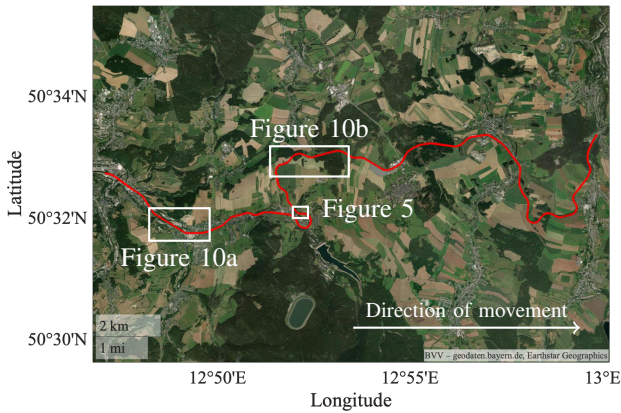 50°34'N
Figure 10b
Latitude
50°32'N
Figure 5
Figure 10a
Direction of movement
2 km
50°30'N
1 mi
BVV – geodaten.bayern.de, Earthstar Geographics
12°50'E
12°55'E
13°E
Longitude